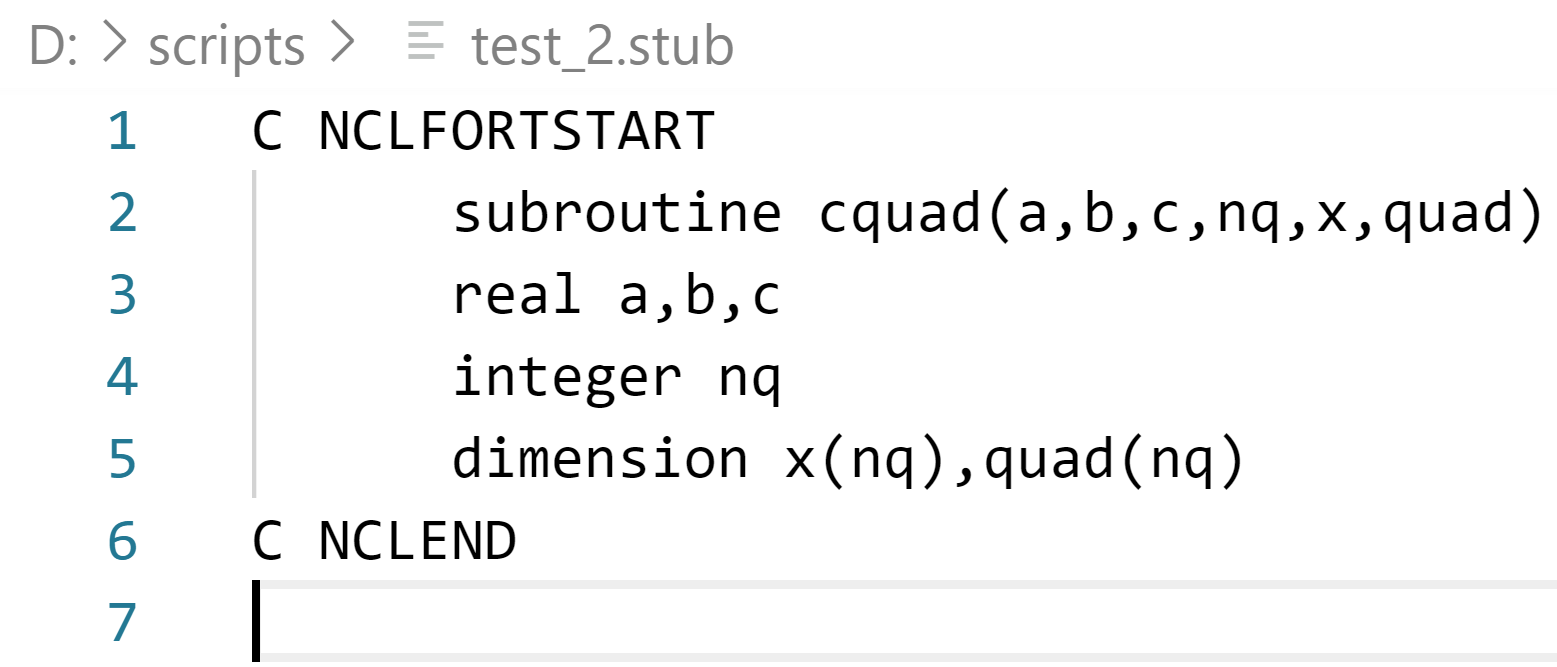 D: > scripts > test_2.stub
1 C NCLFORTSTART
2 subroutine cquad(a,b,c,nq,x,quad)
3 real a,b,c
4 integer nq
5 dimension x(nq),quad(nq)
6 C NCLEND
7